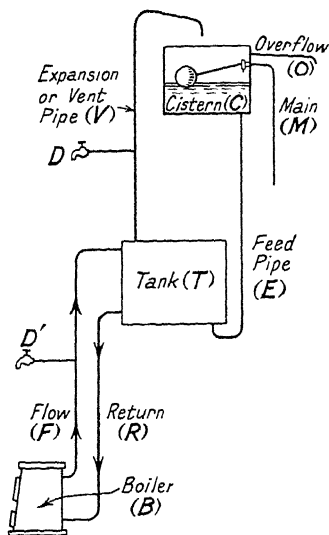 Overflow
(O)
Expansion
or Vent
Pipe (V)
Cistern (C)
Main
(M)
D
Feed
Pipe
(E)
Tank (T)
D'
Flow
(F)
Return
(R)
Boiler
(B)